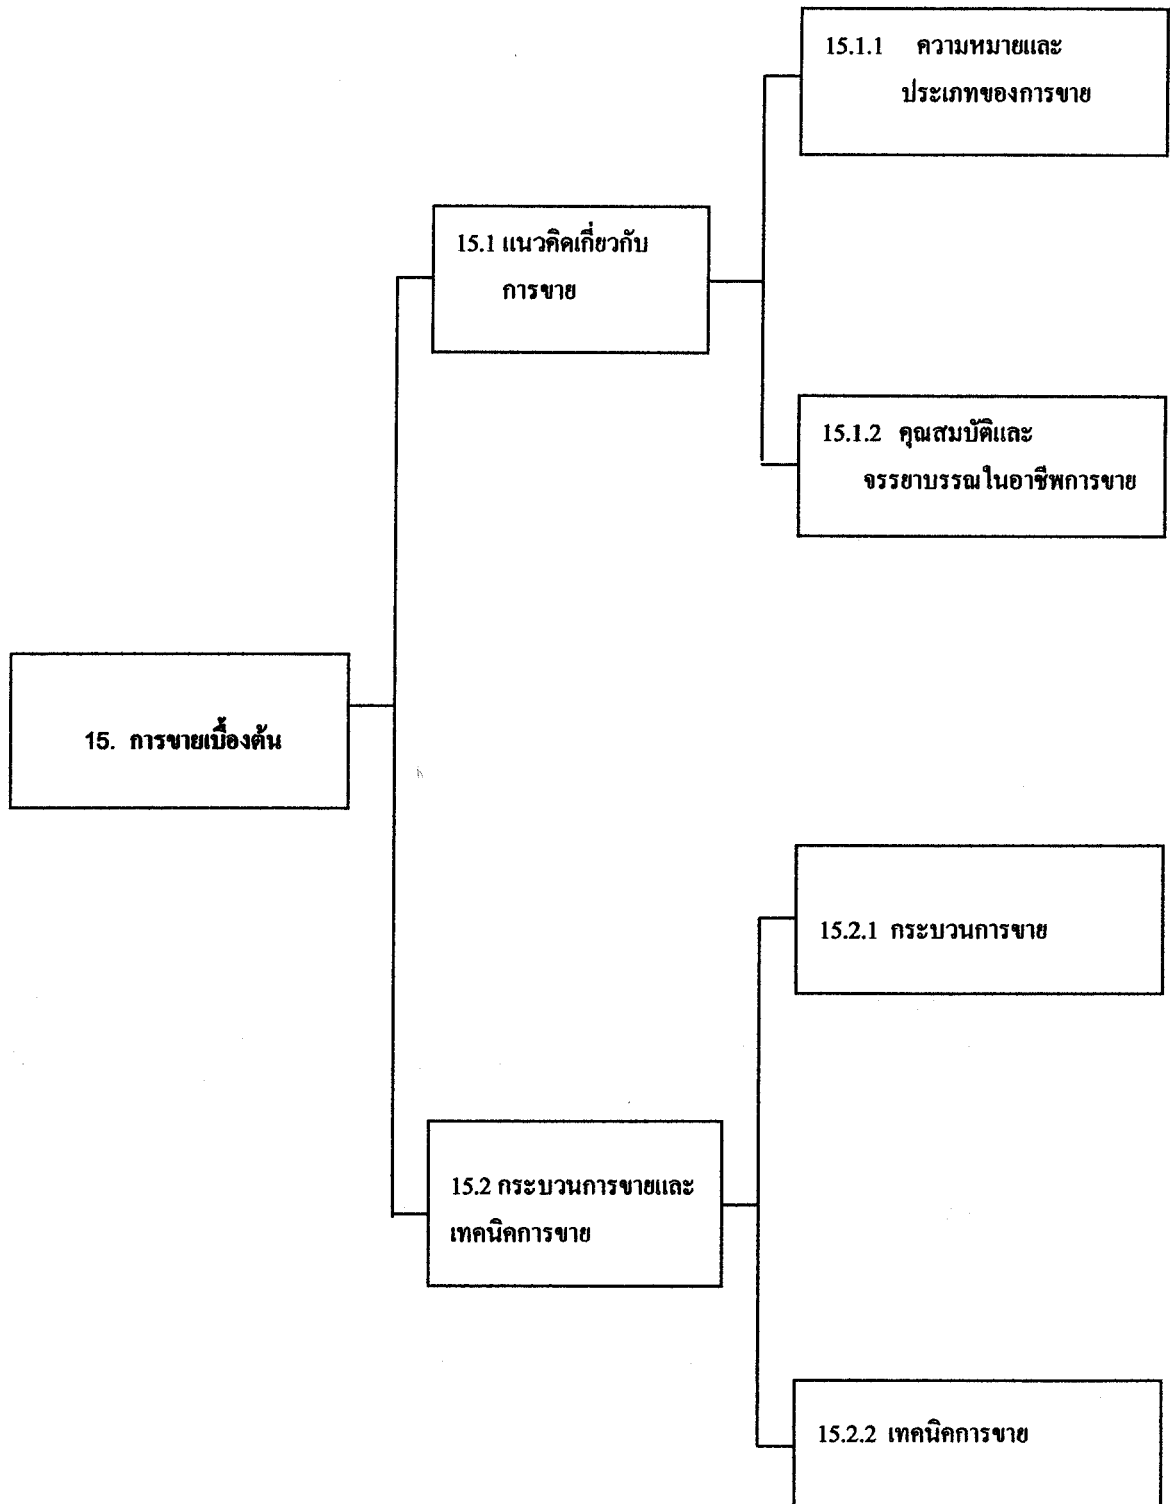 15.1.1 ความหมายและ
ประเภทของการขาย
15.1 แนวคิดเกี่ยวกับ
การขาย
15.1.2 คุณสมบัติและ
จรรยาบรรณในอาชีพการขาย
15. การขายเบื้องต้น
15.2.1 กระบวนการขาย
15.2 กระบวนการขายและ
เทคนิคการขาย
15.2.2 เทคนิคการขาย